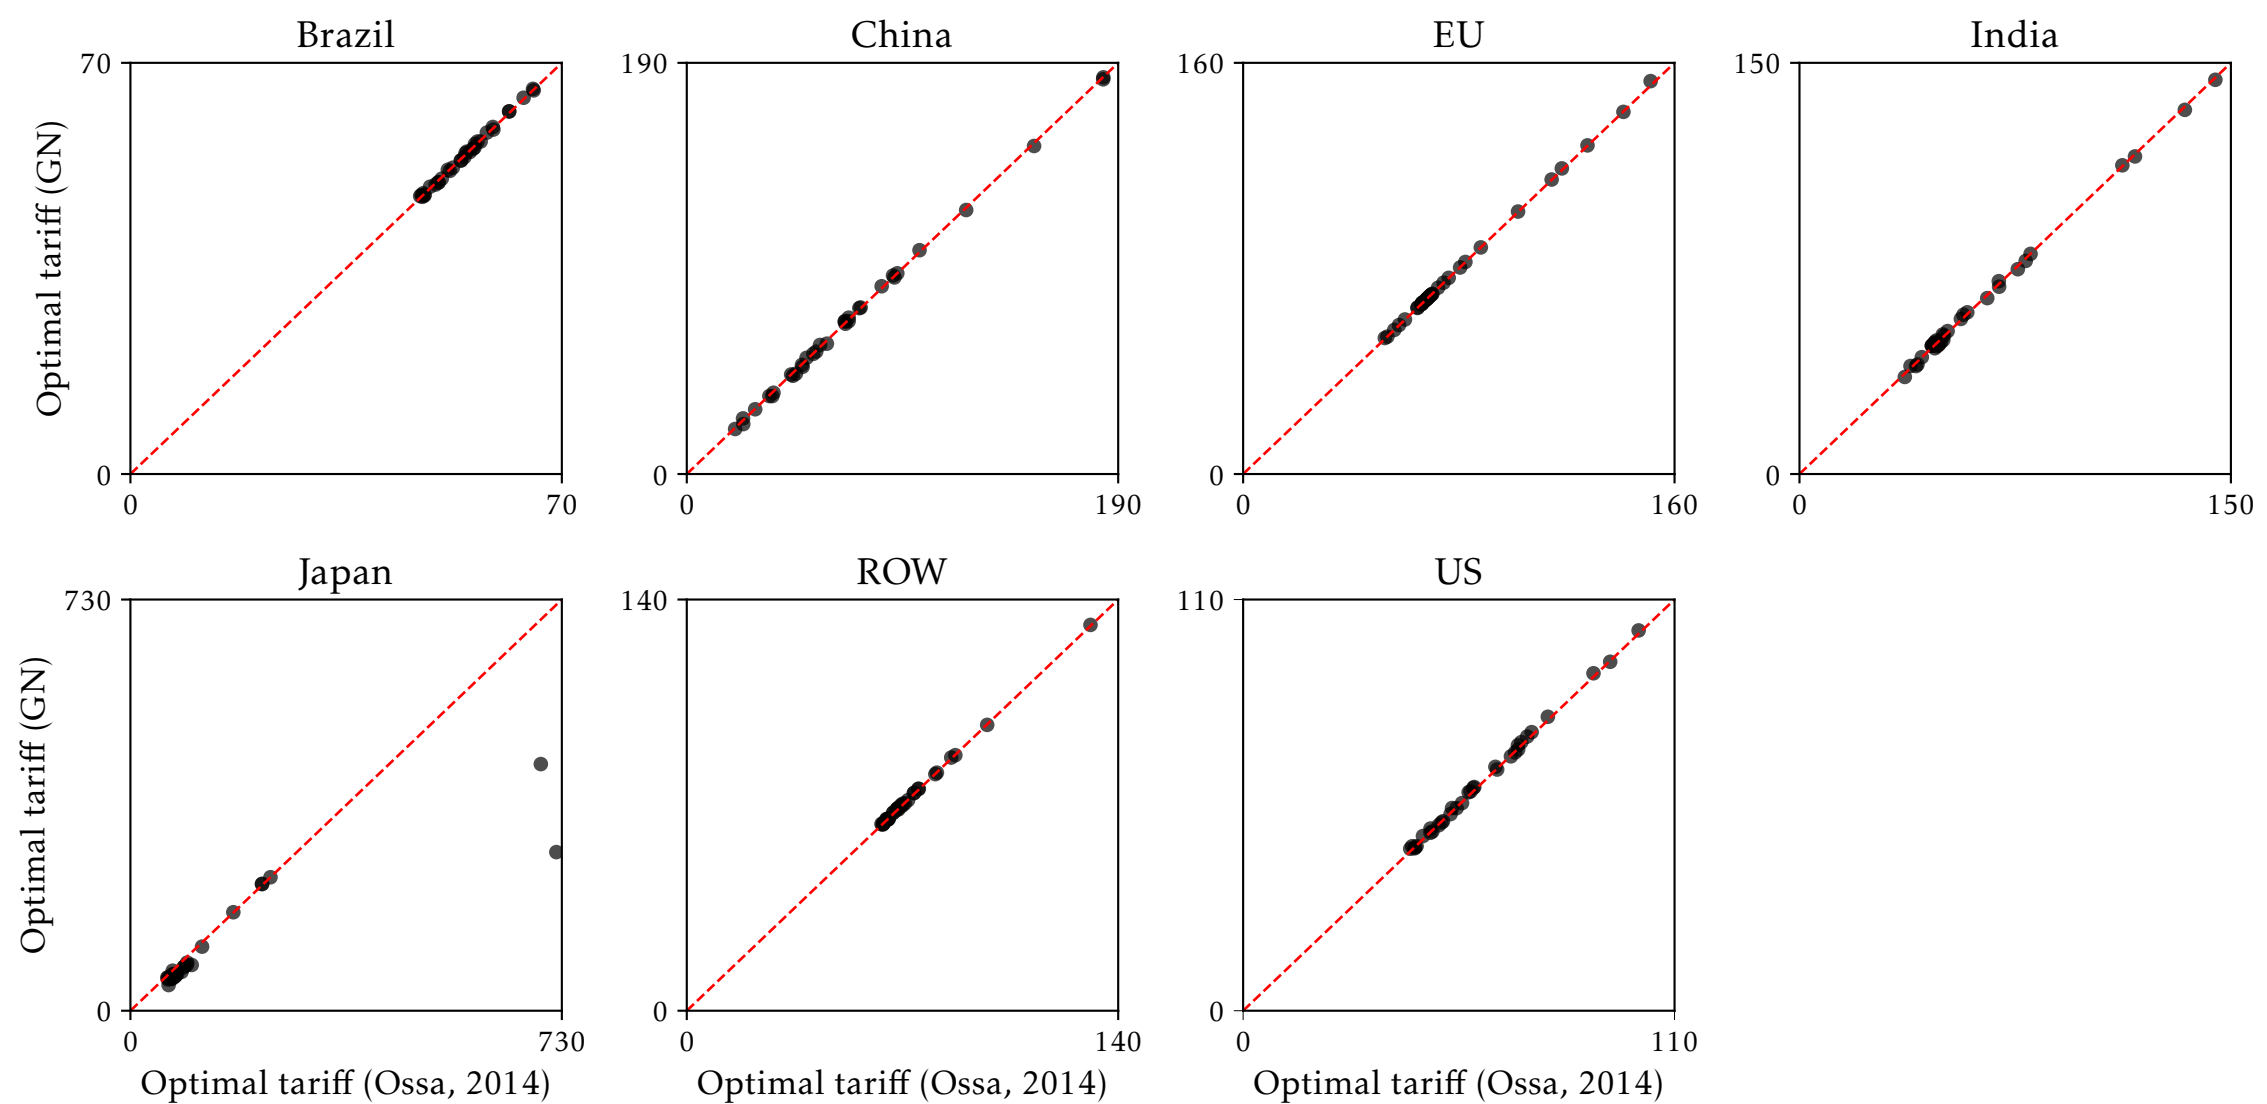 Brazil
China
EU
India
70
190
160
150
Optimal tariff (GN)
0
0
0
0
0
70
0
190
0
160
0
150
Japan
ROW
US
730
140
110
Optimal tariff (GN)
0
0
0
0
730
0
140
0
110
Optimal tariff (Ossa, 2014)
Optimal tariff (Ossa, 2014)
Optimal tariff (Ossa, 2014)